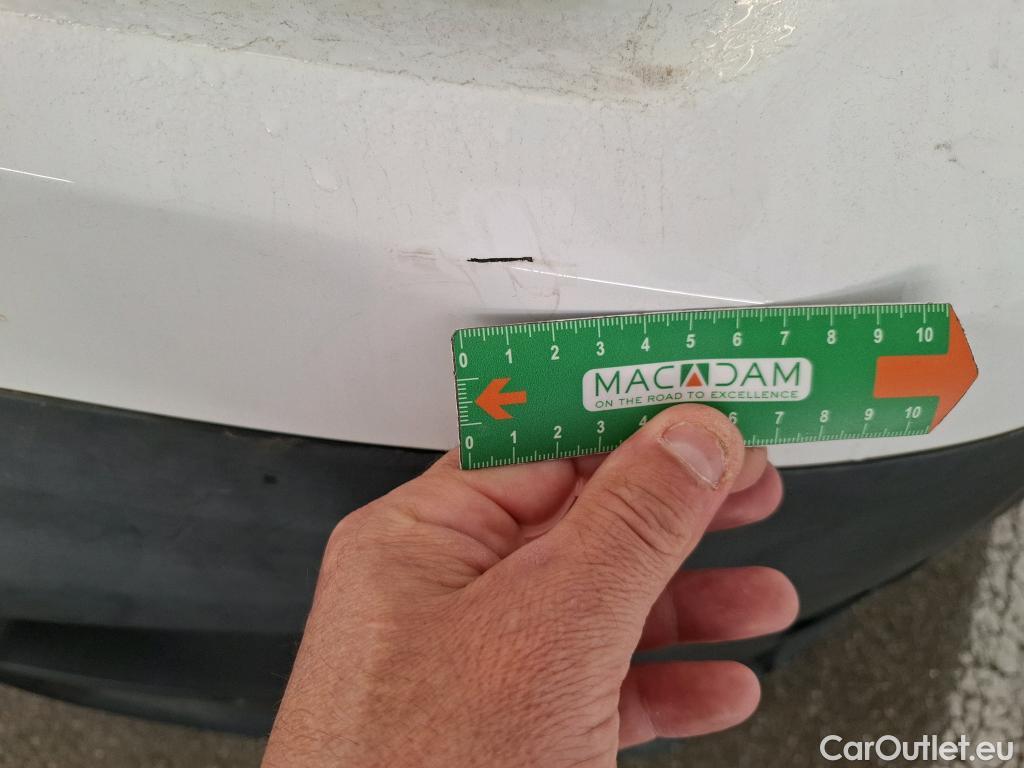 0 1 2 3 4 5 6 7 8 9 10
MACADAM
ON THE ROAD TO EXCELLENCE
0 1 2 3 4 6 7 8 9 10
CarOutlet.eu